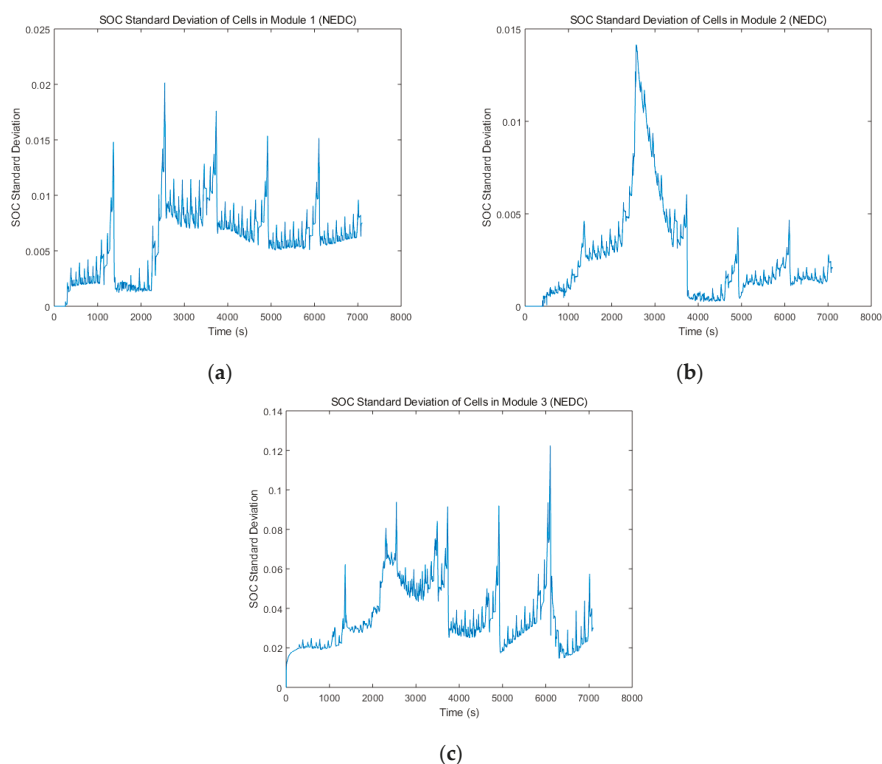 SOC Standard Deviation of Cells in Module 1 (NEDC)
0.025
0.02
0.015
0.01
0.005
0
SOC Standard Deviation
0 1000 2000 3000 4000 5000 6000 7000 8000
Time (s)
(a)
SOC Standard Deviation of Cells in Module 2 (NEDC)
0.015
0.01
0.005
0
SOC Standard Deviation
0 1000 2000 3000 4000 5000 6000 7000 8000
Time (s)
(b)
SOC Standard Deviation of Cells in Module 3 (NEDC)
0.14
0.12
0.1
0.08
0.06
0.04
0.02
0
SOC Standard Deviation
0 1000 2000 3000 4000 5000 6000 7000 8000
Time (s)
(c)